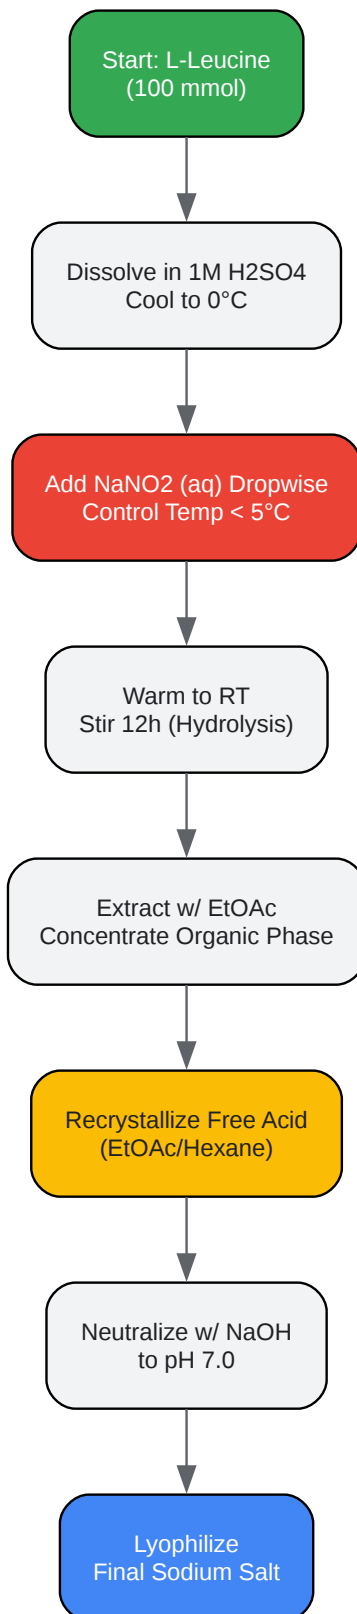 Start: L-Leucine
(100 mmol)
Dissolve in 1M H2SO4
Cool to 0°C
Add NaNO2 (aq) Dropwise
Control Temp < 5°C
Warm to RT
Stir 12h (Hydrolysis)
Extract w/ EtOAc
Concentrate Organic Phase
Recrystallize Free Acid
(EtOAc/Hexane)
Neutralize w/ NaOH
to pH 7.0
Lyophilize
Final Sodium Salt